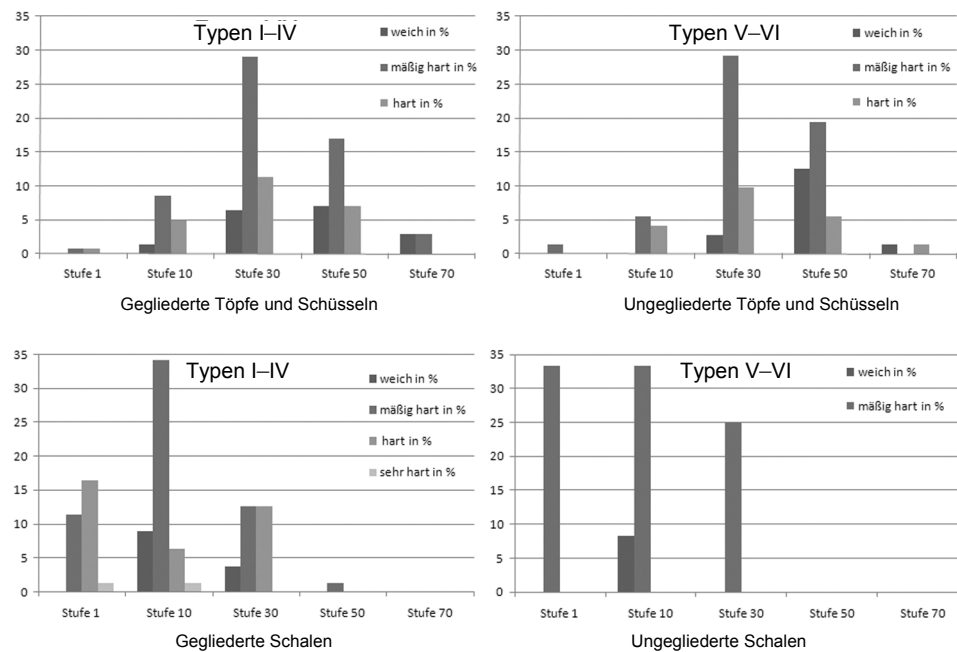 Typen I–IV
weich in %
mäßig hart in %
hart in %
35
30
25
20
15
10
5
0
Stufe 1 Stufe 10 Stufe 30 Stufe 50 Stufe 70
Gegliederte Töpfe und Schüsseln
Typen V–VI
weich in %
mäßig hart in %
hart in %
35
30
25
20
15
10
5
0
Stufe 1 Stufe 10 Stufe 30 Stufe 50 Stufe 70
Ungegliederte Töpfe und Schüsseln
Typen I–IV
weich in %
mäßig hart in %
hart in %
sehr hart in %
35
30
25
20
15
10
5
0
Stufe 1 Stufe 10 Stufe 30 Stufe 50 Stufe 70
Gegliederte Schalen
Typen V–VI
weich in %
mäßig hart in %
35
30
25
20
15
10
5
0
Stufe 1 Stufe 10 Stufe 30 Stufe 50 Stufe 70
Ungegliederte Schalen